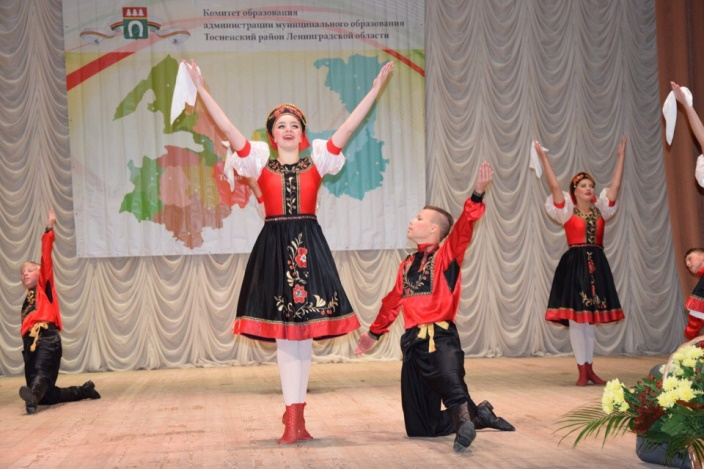 Комитет образования
администрации муниципального образования
Тосненский район Ленинградской области